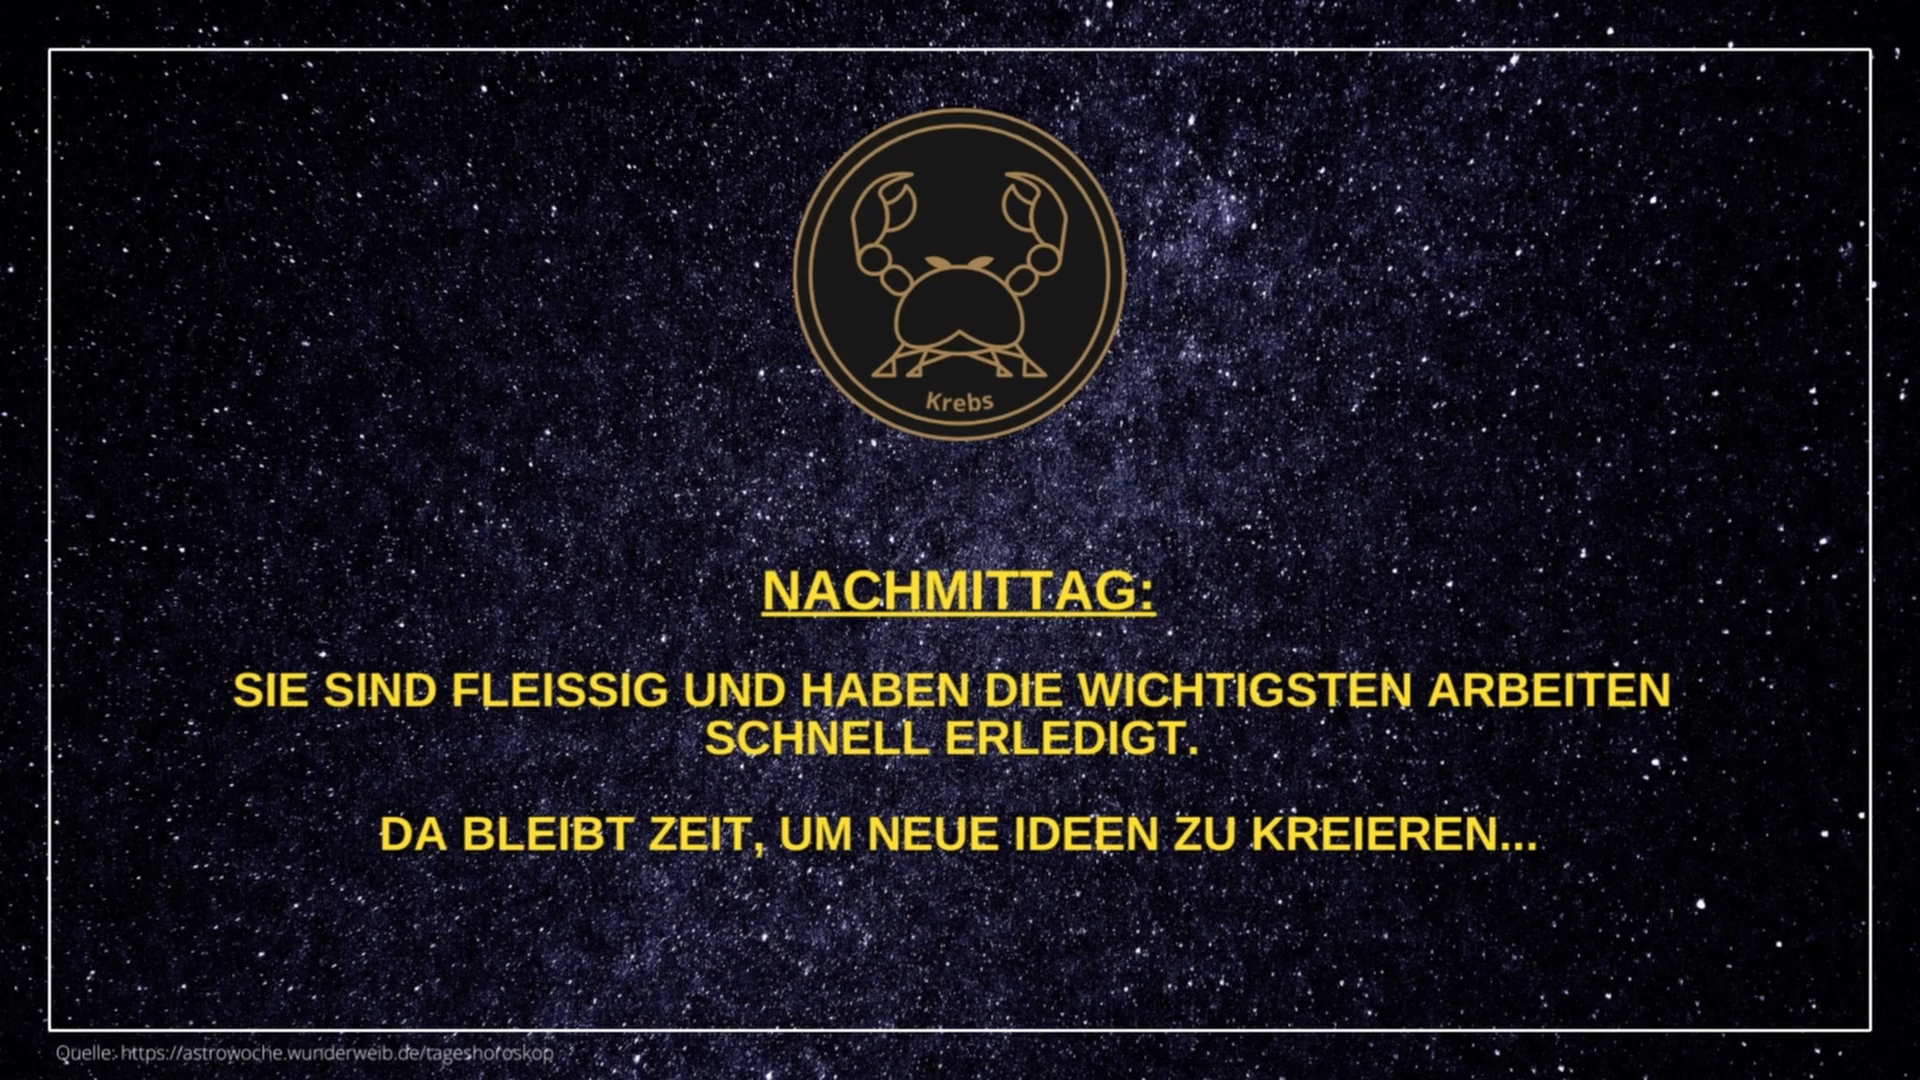 Krebs
NACHMITTAG:
SIE SIND FLEISSIG UND HABEN DIE WICHTIGSTEN ARBEITEN
SCHNELL ERLEDIGT.
DA BLEIBT ZEIT, UM NEUE IDEEN ZU KREIEREN...
Quelle: https://astrowoche.wunderweib.de/tageshoroskop